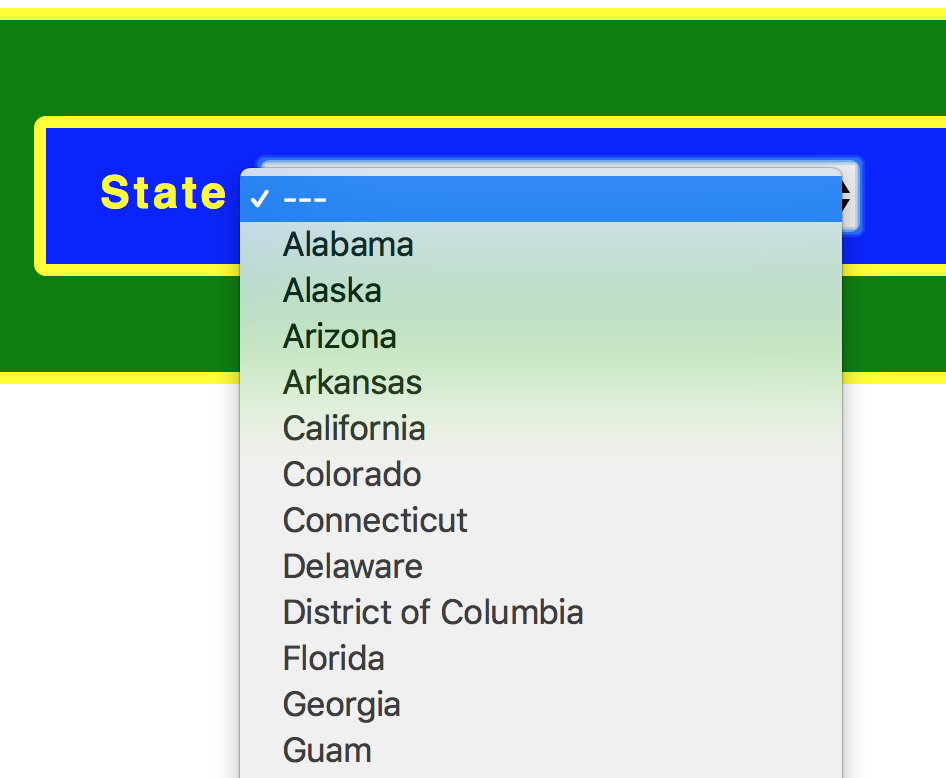 State
✓ ---
Alabama
Alaska
Arizona
Arkansas
California
Colorado
Connecticut
Delaware
District of Columbia
Florida
Georgia
Guam